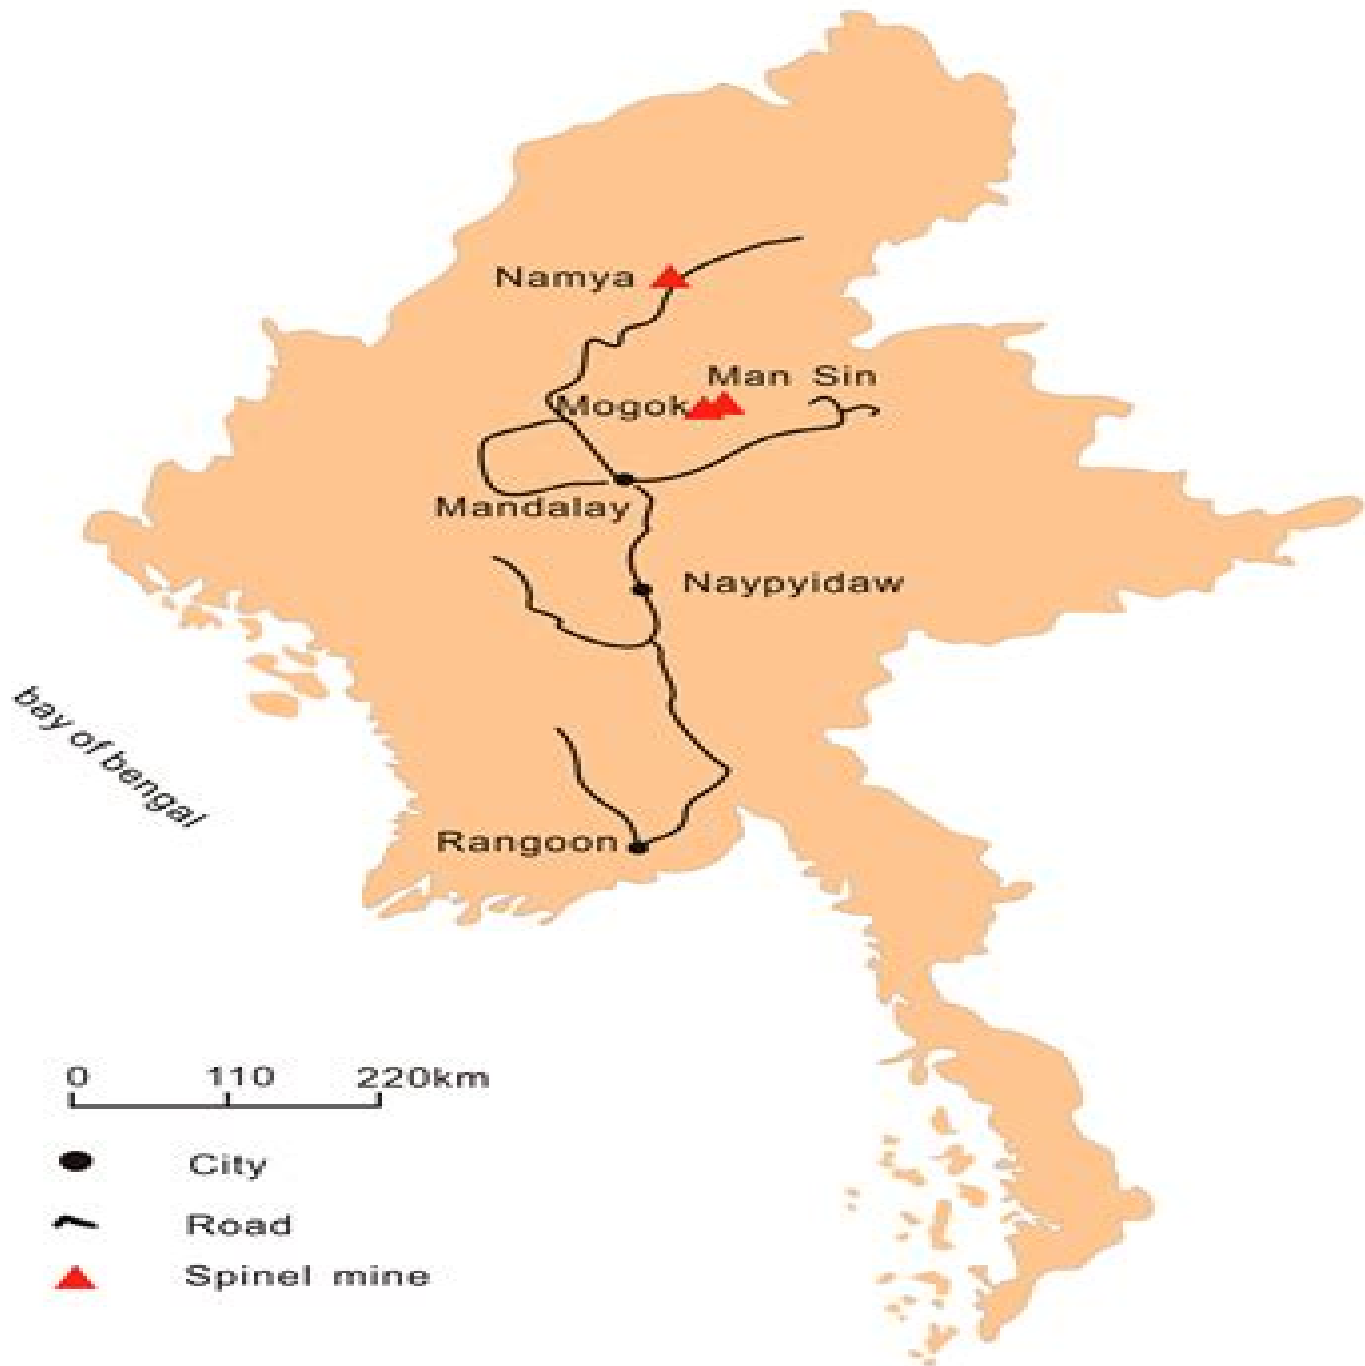 Namya
Man Sin
Mogok
Mandalay
Naypyidaw
bay of bengal
Rangoon
0 110 220km
City
Road
Spinel mine